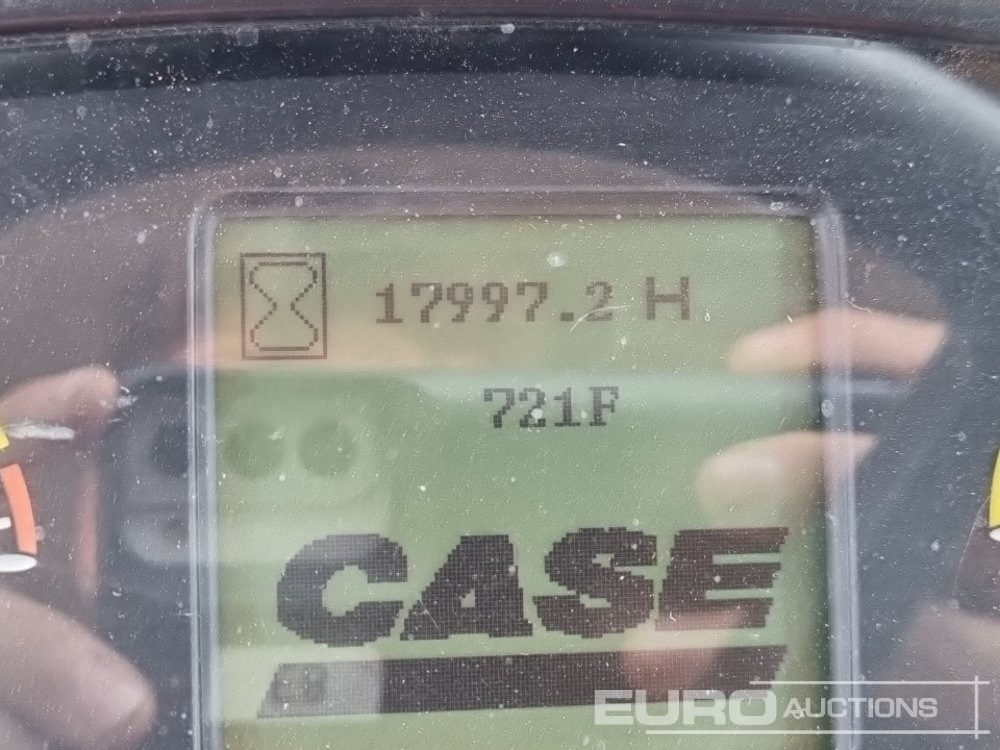 17997.2 H
721F
CASE
EURO AUCTIONS